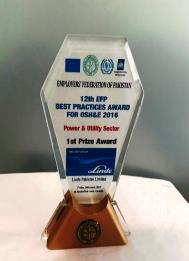 EMPLOYERS' FEDERATION OF PAKISTAN
12th EFP
BEST PRACTICES AWARD
FOR OSH&E 2016
Power & Utility Sector
1st Prize Award
Linde
Linde Pakistan Limited